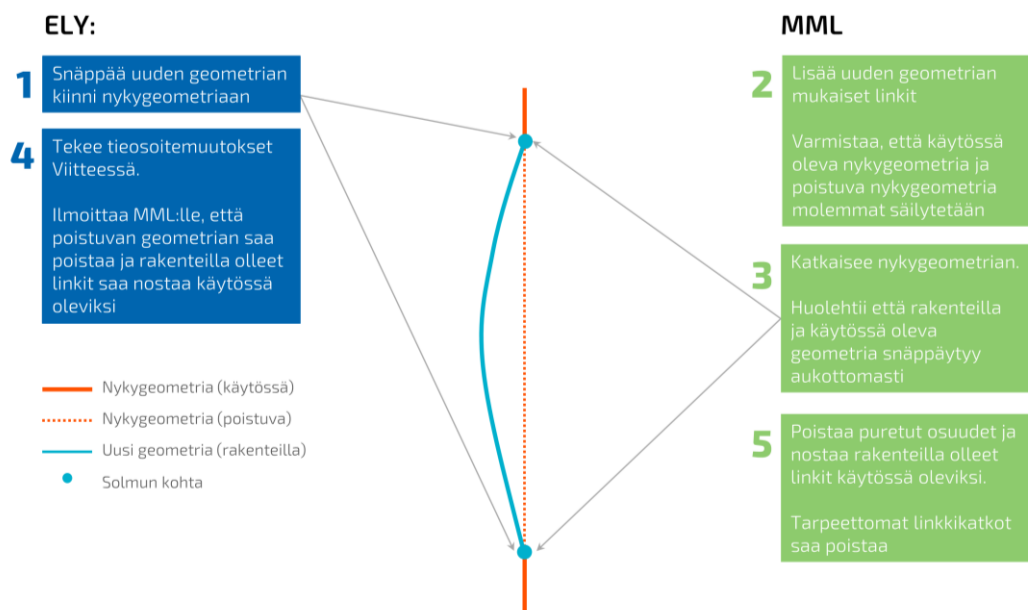 ELY:
1
Snäppää uuden geometrian
kiinni nykygeometriaan
4
Tekee tieosoitemuutokset
Viitteessä.
Ilmoittaa MML:lle, että
poistuvan geometrian saa
poistaa ja rakenteilla olleet
linkit saa nostaa käytössä
oleviksi
Nykygeometria (käytössä)
Nykygeometria (poistuva)
Uusi geometria (rakenteilla)
Solmun kohta
MML
2
Lisää uuden geometrian
mukaiset linkit
Varmistaa, että käytössä
oleva nykygeometria ja
poistuva nykygeometria
molemmat säilytetään
3
Katkaisee nykygeometrian.
Huolehtii että rakenteilla
ja käytössä oleva
geometria snäppäytyy
aukottomasti
5
Poistaa puretut osuudet ja
nostaa rakenteilla olleet
linkit käytössä oleviksi.
Tarpeettomat linkkikatkot
saa poistaa